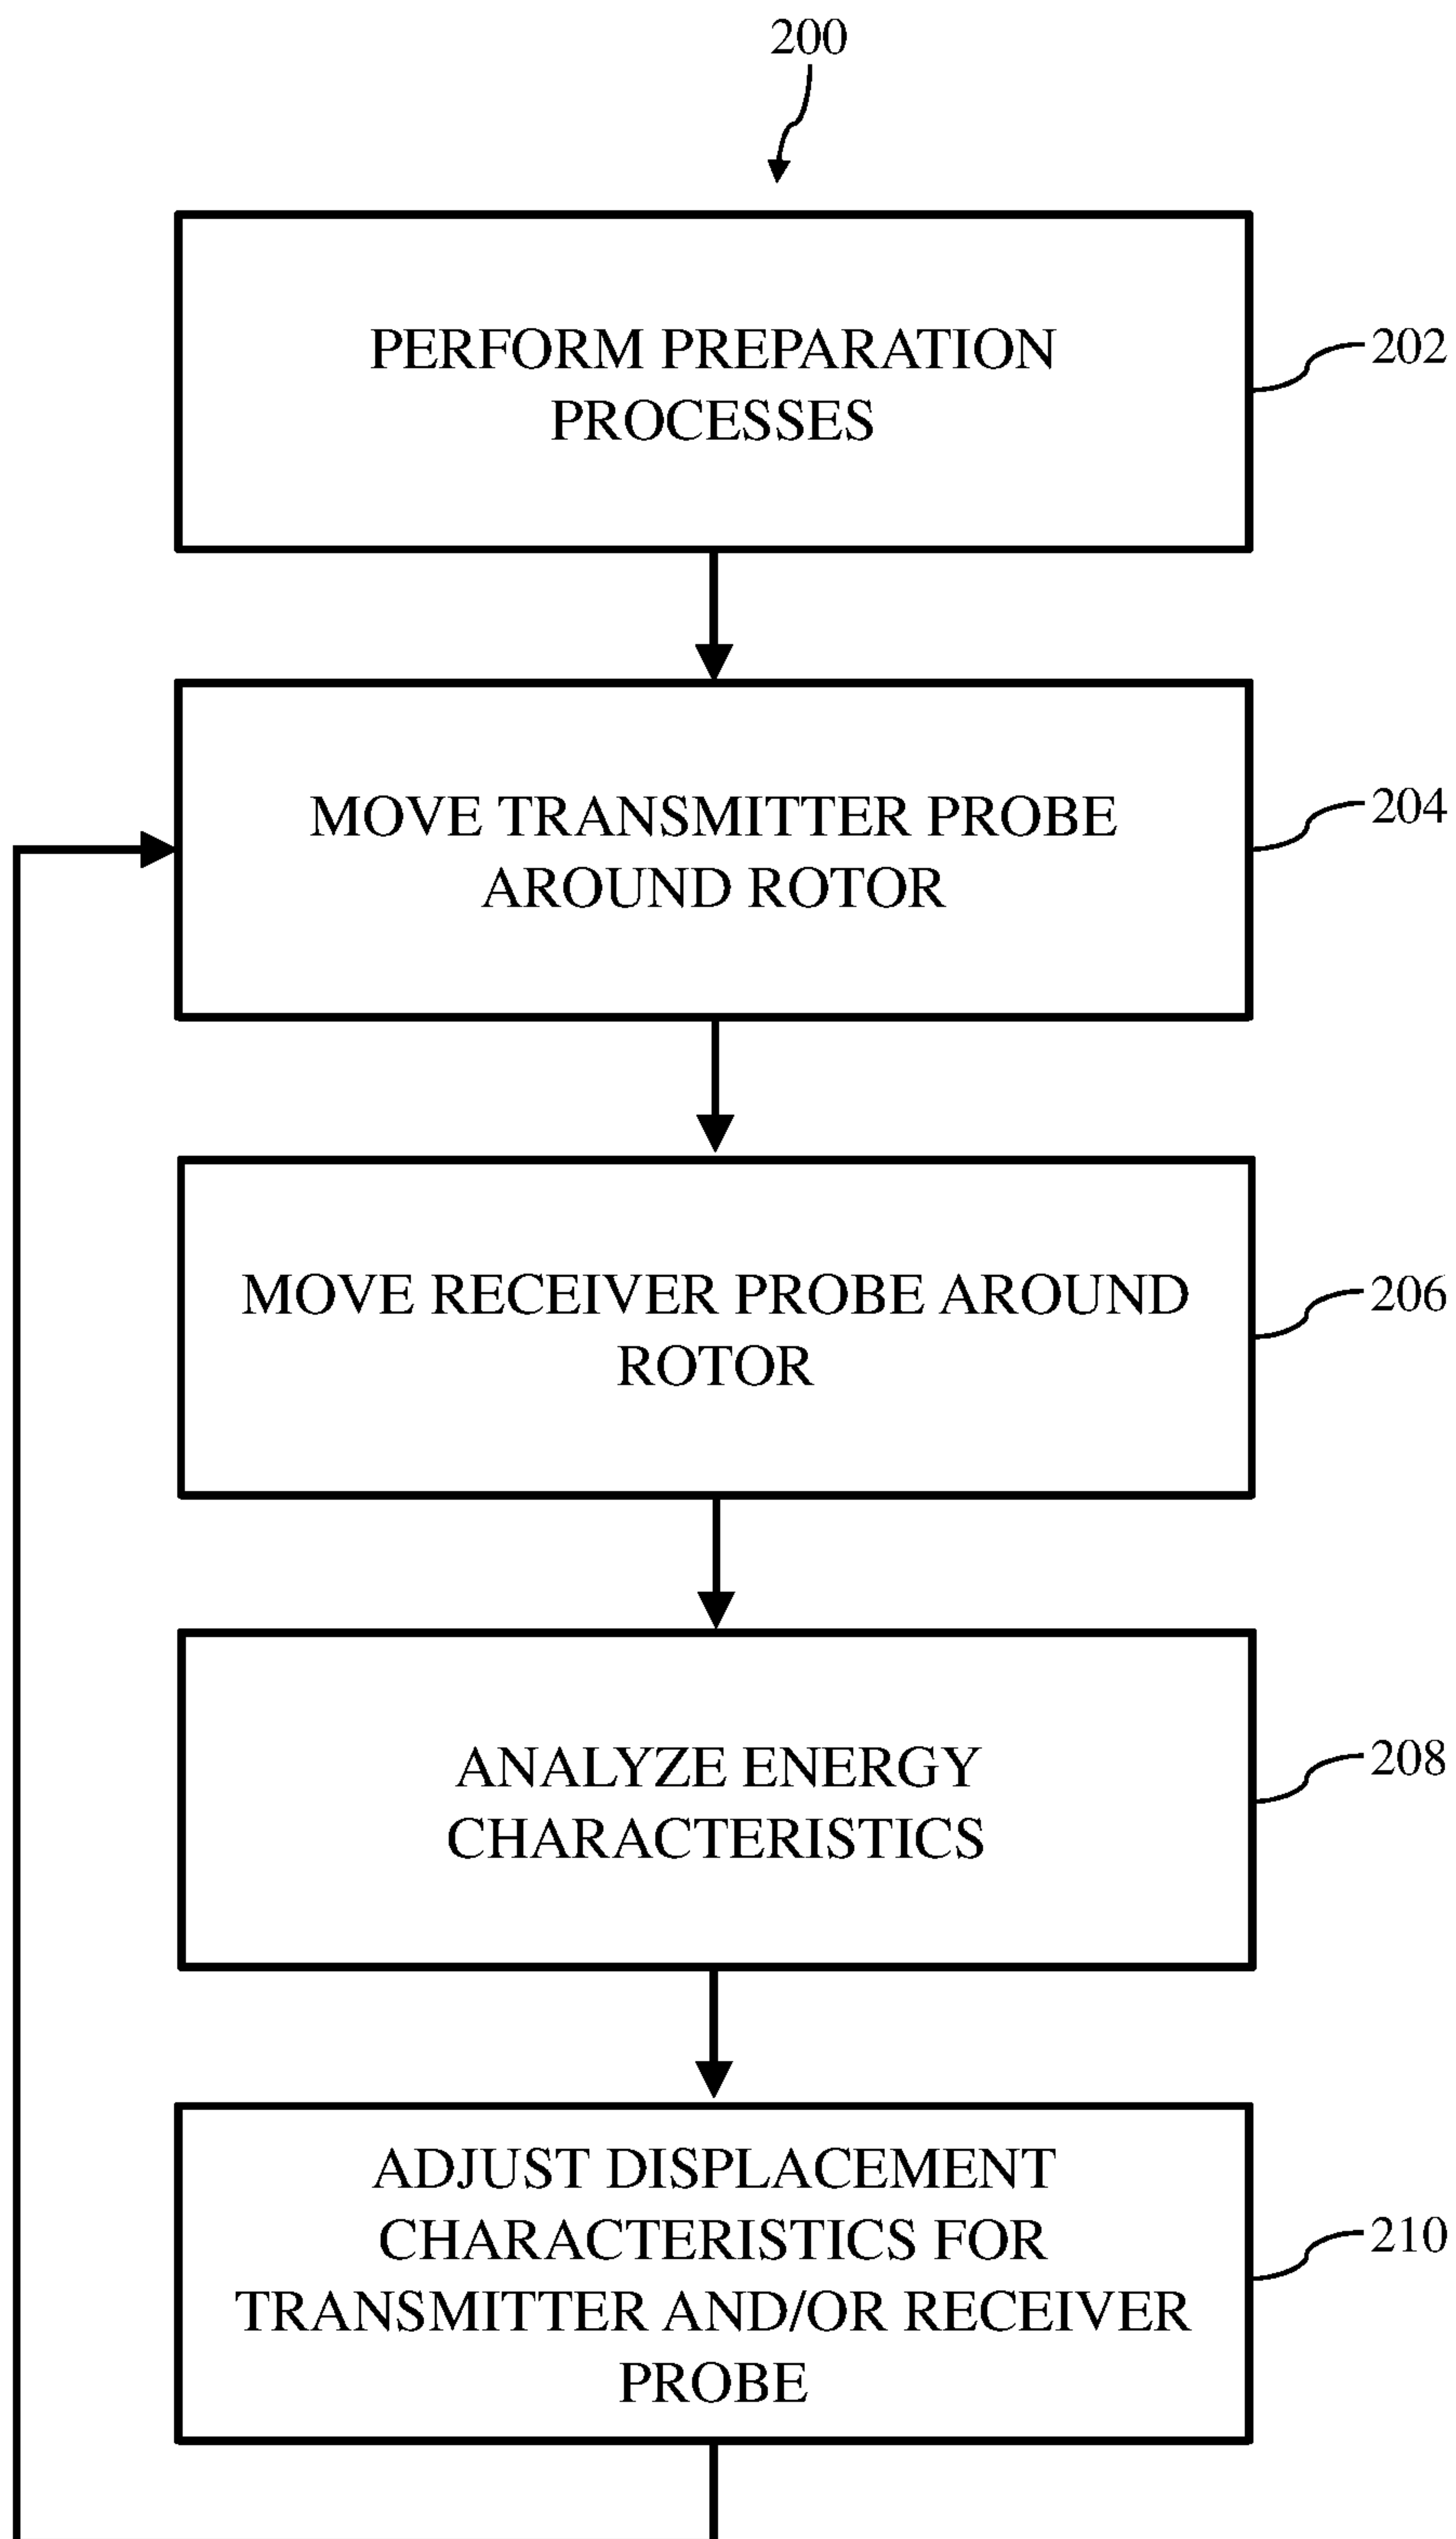 200
PERFORM PREPARATION
PROCESSES
202
MOVE TRANSMITTER PROBE
AROUND ROTOR
204
MOVE RECEIVER PROBE AROUND
ROTOR
206
ANALYZE ENERGY
CHARACTERISTICS
208
ADJUST DISPLACEMENT
CHARACTERISTICS FOR
TRANSMITTER AND/OR RECEIVER
PROBE
210